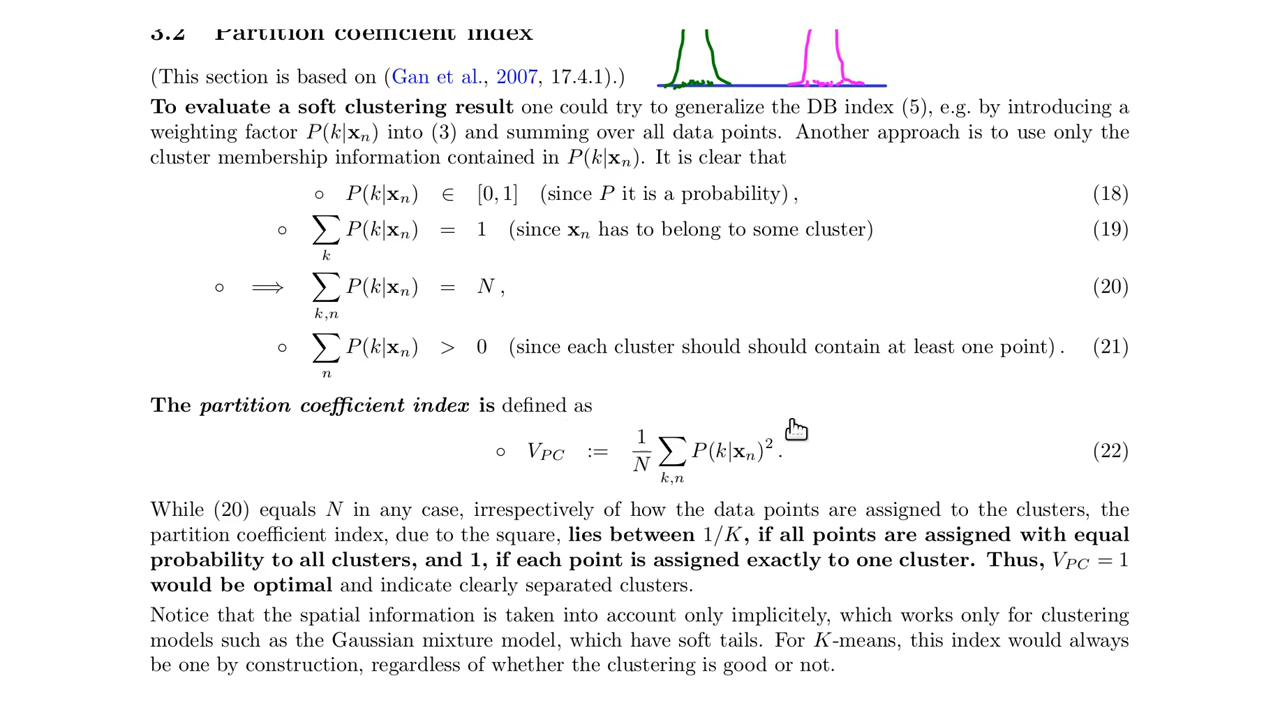 3.2 Partition coefficient index
(This section is based on (Gan et al., 2007, 17.4.1).)
To evaluate a soft clustering result one could try to generalize the DB index (5), e.g. by introducing a
weighting factor P(k|xₙ) into (3) and summing over all data points. Another approach is to use only the
cluster membership information contained in P(k|xₙ). It is clear that
◦ P(k|xₙ) ∈ [0, 1] (since P it is a probability) , (18)
◦ ∑_k P(k|xₙ) = 1 (since xₙ has to belong to some cluster) (19)
◦ ⟹ ∑_{k,n} P(k|xₙ) = N , (20)
◦ ∑_n P(k|xₙ) > 0 (since each cluster should should contain at least one point) . (21)
The partition coefficient index is defined as
◦ V_{PC} := 1/N ∑_{k,n} P(k|xₙ)² . (22)
While (20) equals N in any case, irrespectively of how the data points are assigned to the clusters, the
partition coefficient index, due to the square, lies between 1/K, if all points are assigned with equal
probability to all clusters, and 1, if each point is assigned exactly to one cluster. Thus, V_{PC} = 1
would be optimal and indicate clearly separated clusters.
Notice that the spatial information is taken into account only implicitly, which works only for clustering
models such as the Gaussian mixture model, which have soft tails. For K-means, this index would always
be one by construction, regardless of whether the clustering is good or not.